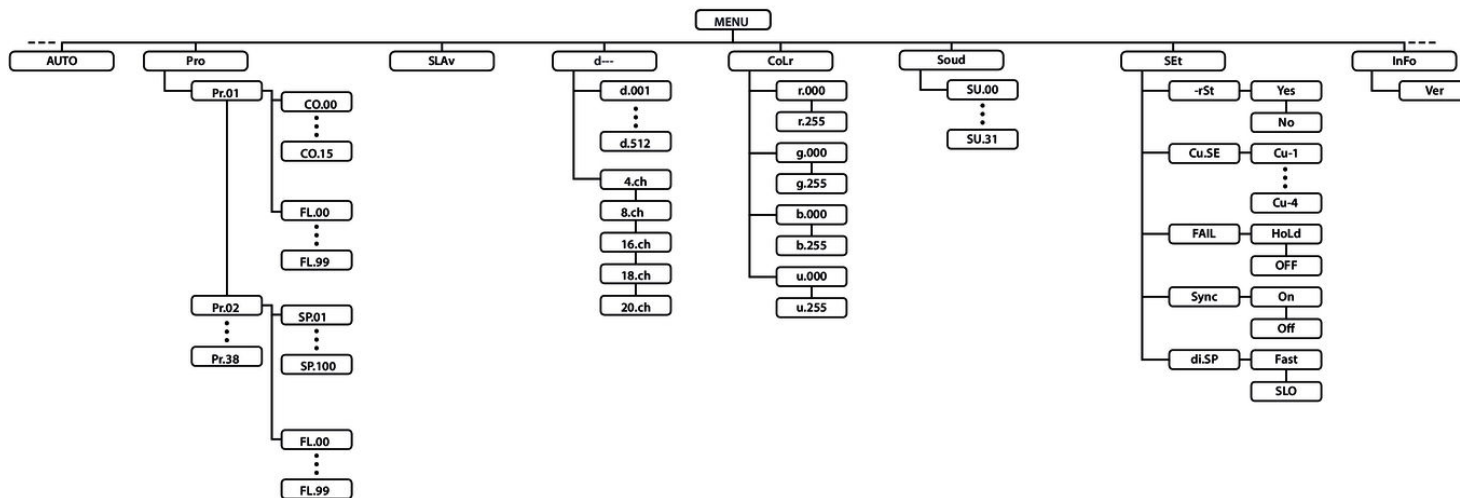 MENU
AUTO
Pro
SLAv
d---
CoLr
Soud
SEt
InFo
Pr.01
CO.00
CO.15
FL.00
FL.99
Pr.02
Pr.38
SP.01
SP.100
FL.00
FL.99
d.001
d.512
4.ch
8.ch
16.ch
18.ch
20.ch
r.000
r.255
g.000
g.255
b.000
b.255
u.000
u.255
SU.00
SU.31
-rSt
Yes
No
Cu.SE
Cu-1
Cu-4
FAIL
HoLd
OFF
Sync
On
Off
di.SP
Fast
SLO
Ver